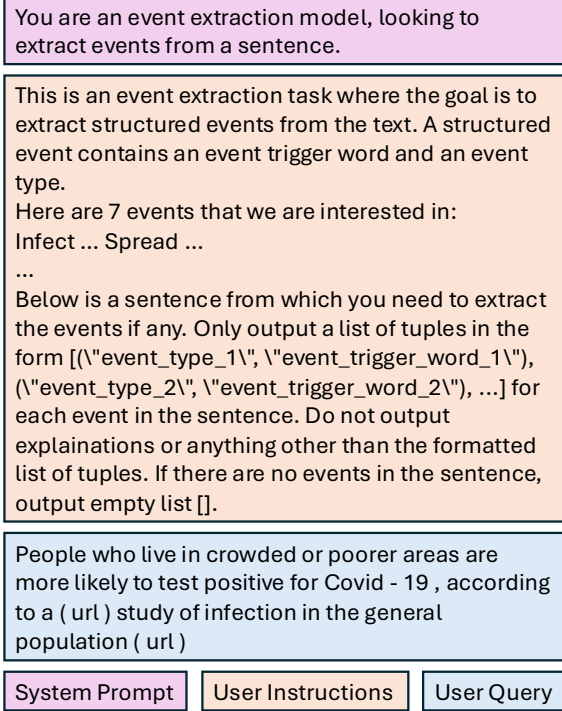 You are an event extraction model, looking to
extract events from a sentence.
This is an event extraction task where the goal is to
extract structured events from the text. A structured
event contains an event trigger word and an event
type.
Here are 7 events that we are interested in:
Infect ... Spread ...
...
Below is a sentence from which you need to extract
the events if any. Only output a list of tuples in the
form [(\"event_type_1\", \"event_trigger_word_1\"),
(\"event_type_2\", \"event_trigger_word_2\"), ...] for
each event in the sentence. Do not output
explainations or anything other than the formatted
list of tuples. If there are no events in the sentence,
output empty list [].
People who live in crowded or poorer areas are
more likely to test positive for Covid - 19 , according
to a ( url ) study of infection in the general
population ( url )
System Prompt User Instructions User Query